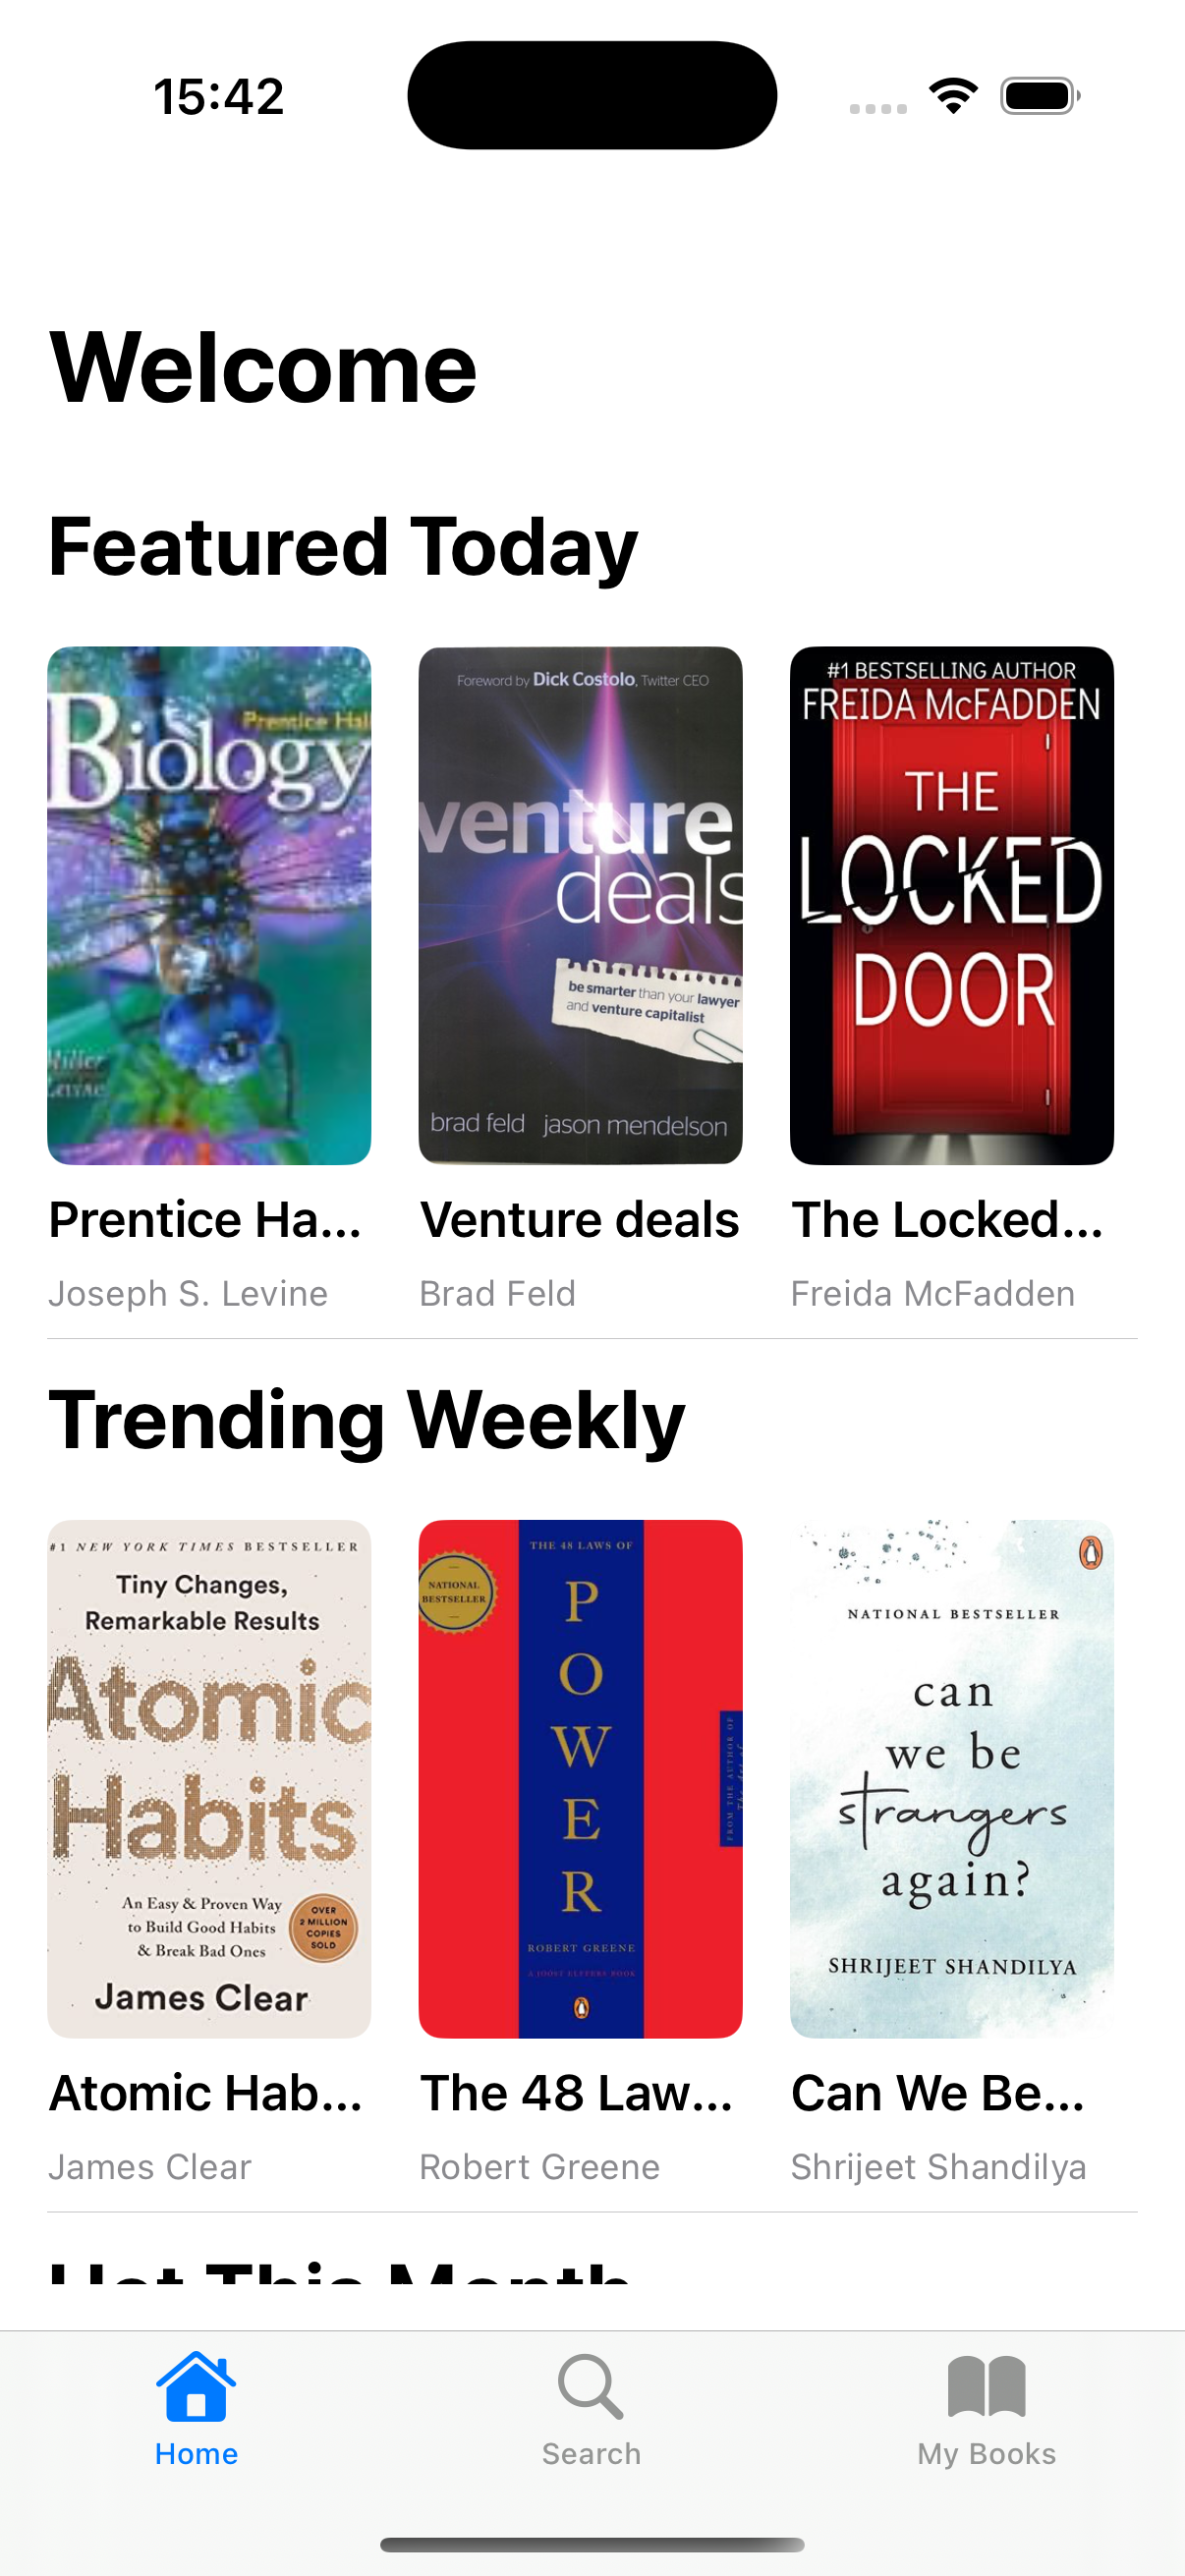 15:42
Welcome
Featured Today
Prentice Hal
Biology
Miller
Levine
Foreword by Dick Costolo, Twitter CEO
venture
deals
be smarter than your lawyer
and venture capitalist
brad feld jason mendelson
#1 BESTSELLING AUTHOR
FREIDA McFADDEN
THE
LOCKED
DOOR
Prentice Ha...
Joseph S. Levine
Venture deals
Brad Feld
The Locked...
Freida McFadden
Trending Weekly
#1 NEW YORK TIMES BESTSELLER
Tiny Changes,
Remarkable Results
Atomic
Habits
An Easy & Proven Way
to Build Good Habits
& Break Bad Ones
OVER
2 MILLION
COPIES
SOLD
James Clear
THE 48 LAWS OF
NATIONAL
BESTSELLER
POWER
FROM THE AUTHOR OF
ROBERT GREENE
A JOOST ELFFERS BOOK
NATIONAL BESTSELLER
can
we be
strangers
again?
SHRIJEET SHANDILYA
Atomic Hab...
James Clear
The 48 Law...
Robert Greene
Can We Be...
Shrijeet Shandilya
Hot This Month
Home
Search
My Books